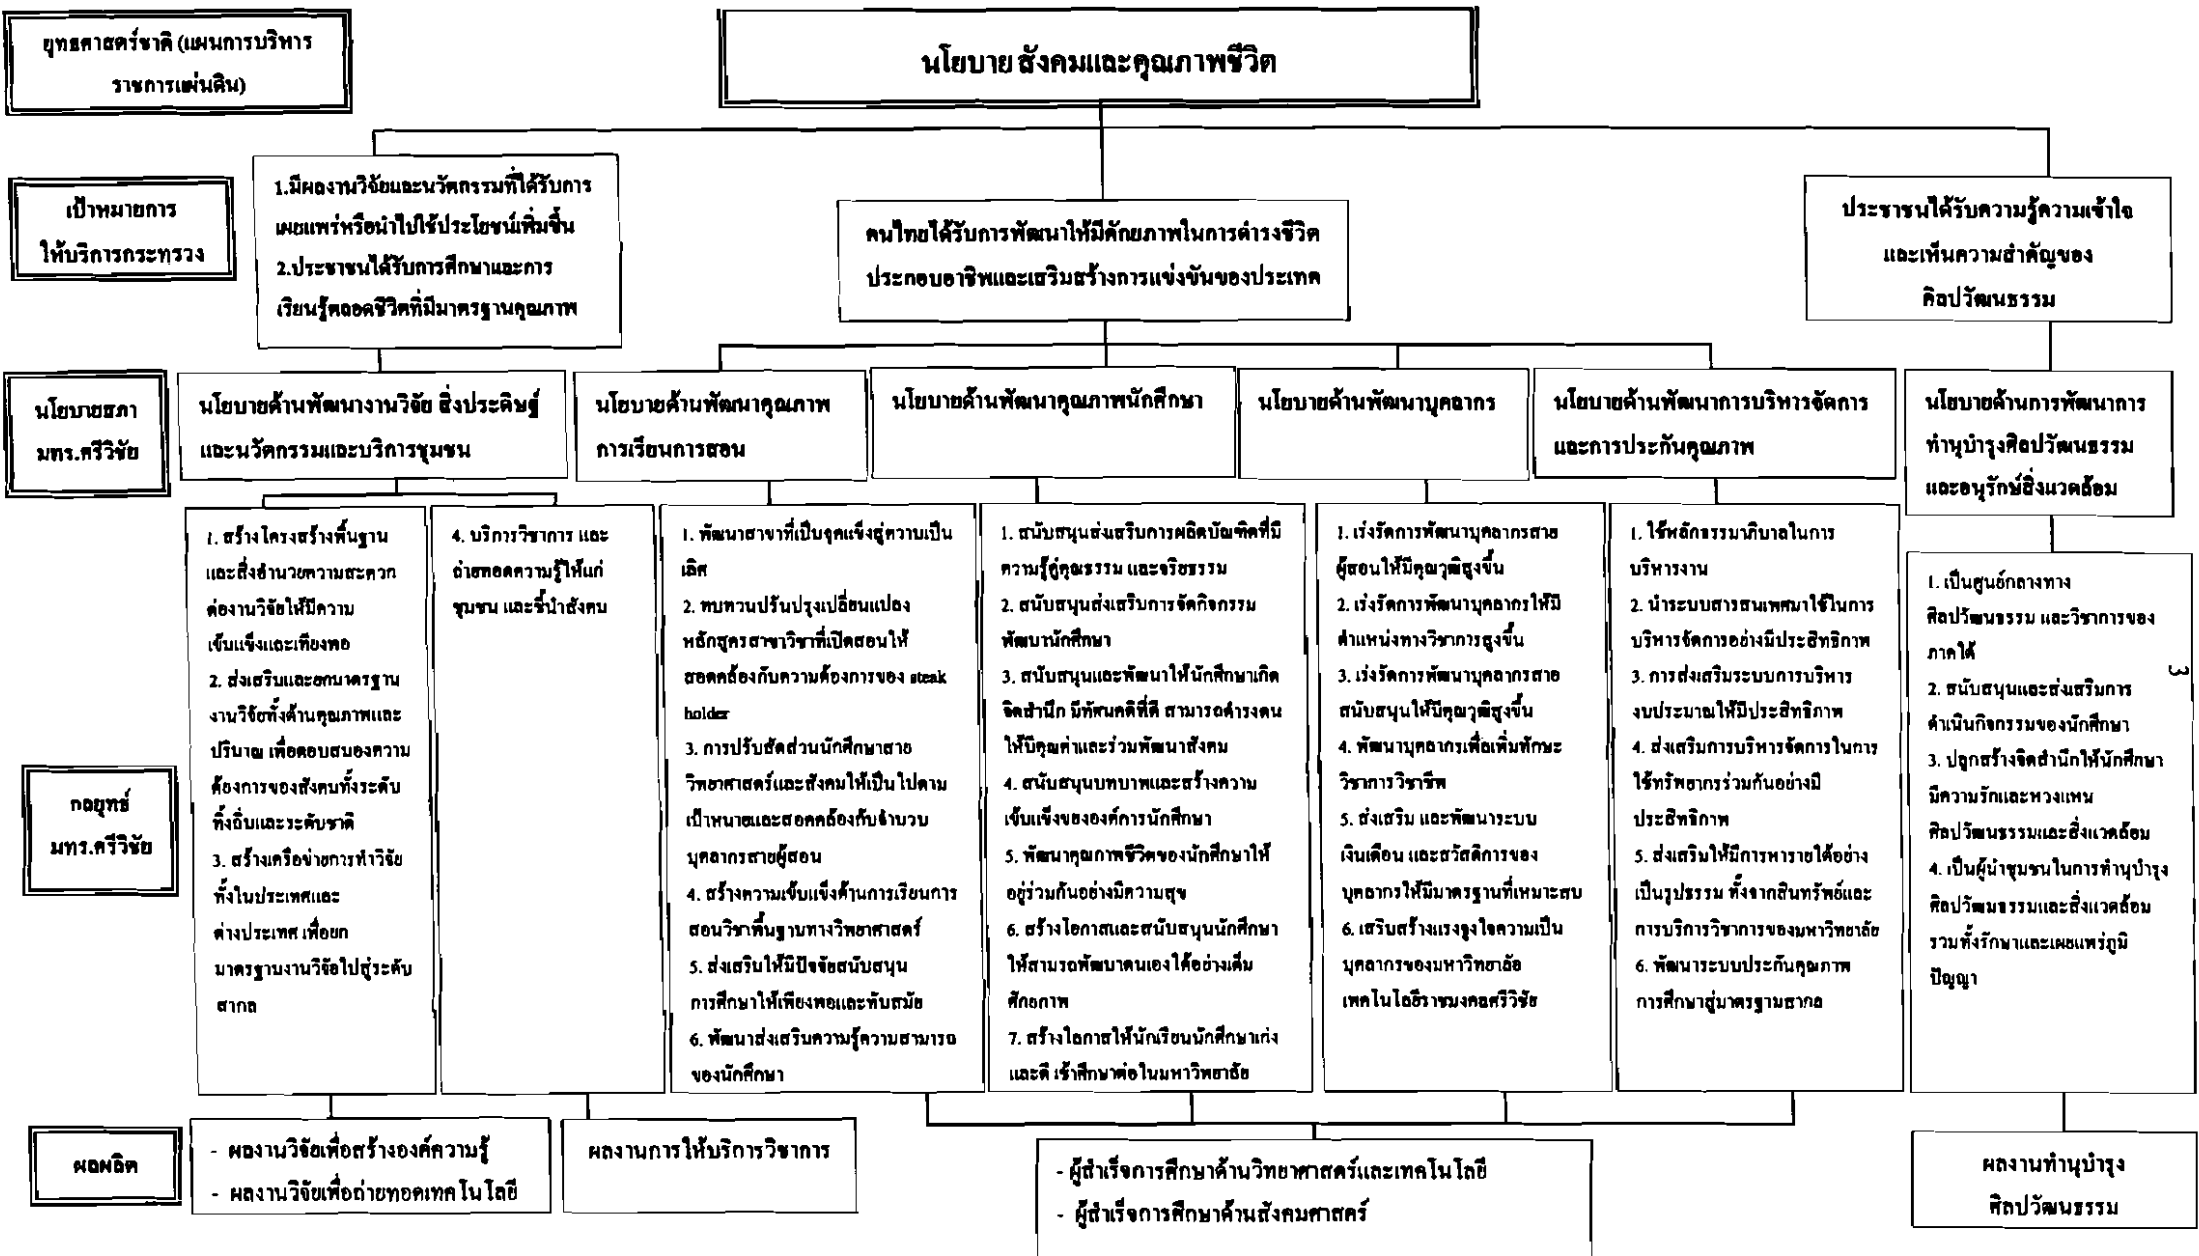 ยุทธศาสตร์ชาติ (แผนการบริหาร
ราชการแผ่นดิน)
นโยบาย สังคมและคุณภาพชีวิต
เป้าหมายการ
ให้บริการกระทรวง
1.มีผลงานวิจัยและนวัตกรรมที่ได้รับการ
เผยแพร่หรือนำไปใช้ประโยชน์เพิ่มขึ้น
2.ประชาชนได้รับการศึกษาและการ
เรียนรู้ตลอดชีวิตที่มีมาตรฐานคุณภาพ
คนไทยได้รับการพัฒนาให้มีศักยภาพในการดำรงชีวิต
ประกอบอาชีพและเสริมสร้างการแข่งขันของประเทศ
ประชาชนได้รับความรู้ความเข้าใจ
และเห็นความสำคัญของ
ศิลปวัฒนธรรม
นโยบายสภา
มทร.ศรีวิชัย
นโยบายด้านพัฒนางานวิจัย สิ่งประดิษฐ์
และนวัตกรรมและบริการชุมชน
นโยบายด้านพัฒนาคุณภาพ
การเรียนการสอน
นโยบายด้านพัฒนาคุณภาพนักศึกษา
นโยบายด้านพัฒนาบุคลากร
นโยบายด้านพัฒนาการบริหารจัดการ
และการประกันคุณภาพ
นโยบายด้านการพัฒนาการ
ทำนุบำรุงศิลปวัฒนธรรม
และอนุรักษ์สิ่งแวดล้อม
กลยุทธ์
มทร.ศรีวิชัย
1. สร้างโครงสร้างพื้นฐาน
และสิ่งอำนวยความสะดวก
ต่องานวิจัยให้มีความ
เข้มแข็งและเพียงพอ
2. ส่งเสริมและยกมาตรฐาน
งานวิจัยทั้งด้านคุณภาพและ
ปริมาณ เพื่อตอบสนองความ
ต้องการของสังคมทั้งระดับ
ท้องถิ่นและระดับชาติ
3. สร้างเครือข่ายการทำวิจัย
ทั้งในประเทศและ
ต่างประเทศ เพื่อยก
มาตรฐานงานวิจัยไปสู่ระดับ
สากล
4. บริการวิชาการ และ
ถ่ายทอดความรู้ให้แก่
ชุมชน และชี้นำสังคม
1. พัฒนาสาขาที่เป็นจุดแข็งสู่ความเป็น
เลิศ
2. ทบทวนปรับปรุงเปลี่ยนแปลง
หลักสูตรสาขาวิชาที่เปิดสอนให้
สอดคล้องกับความต้องการของ steak
holder
3. การปรับสัดส่วนนักศึกษาสาย
วิทยาศาสตร์และสังคมให้เป็นไปตาม
เป้าหมายและสอดคล้องกับจำนวน
บุคลากรสายผู้สอน
4. สร้างความเข้มแข็งด้านการเรียนการ
สอนวิชาพื้นฐานทางวิทยาศาสตร์
5. ส่งเสริมให้มีปัจจัยสนับสนุน
การศึกษาให้เพียงพอและทันสมัย
6. พัฒนาส่งเสริมความรู้ความสามารถ
ของนักศึกษา
1. สนับสนุนส่งเสริมการผลิตบัณฑิตที่มี
ความรู้คู่คุณธรรม และจริยธรรม
2. สนับสนุนส่งเสริมการจัดกิจกรรม
พัฒนานักศึกษา
3. สนับสนุนและพัฒนาให้นักศึกษาเกิด
จิตสำนึก มีทัศนคติที่ดี สามารถดำรงตน
ให้มีคุณค่าและร่วมพัฒนาสังคม
4. สนับสนุนบทบาทและสร้างความ
เข้มแข็งขององค์การนักศึกษา
5. พัฒนาคุณภาพชีวิตของนักศึกษาให้
อยู่ร่วมกันอย่างมีความสุข
6. สร้างโอกาสและสนับสนุนนักศึกษา
ให้สามารถพัฒนาตนเองได้อย่างเต็ม
ศักยภาพ
7. สร้างโอกาสให้นักเรียนนักศึกษาเก่ง
และดี เข้าศึกษาต่อในมหาวิทยาลัย
1. เร่งรัดการพัฒนาบุคลากรสาย
ผู้สอนให้มีคุณวุฒิสูงขึ้น
2. เร่งรัดการพัฒนาบุคลากรให้มี
ตำแหน่งทางวิชาการสูงขึ้น
3. เร่งรัดการพัฒนาบุคลากรสาย
สนับสนุนให้มีคุณวุฒิสูงขึ้น
4. พัฒนาบุคลากรเพื่อเพิ่มทักษะ
วิชาการวิชาชีพ
5. ส่งเสริม และพัฒนาระบบ
เงินเดือน และสวัสดิการของ
บุคลากรให้มีมาตรฐานที่เหมาะสม
6. เสริมสร้างแรงจูงใจความเป็น
บุคลากรของมหาวิทยาลัย
เทคโนโลยีราชมงคลศรีวิชัย
1. ใช้หลักธรรมาภิบาลในการ
บริหารงาน
2. นำระบบสารสนเทศมาใช้ในการ
บริหารจัดการอย่างมีประสิทธิภาพ
3. การส่งเสริมระบบการบริหาร
งบประมาณให้มีประสิทธิภาพ
4. ส่งเสริมการบริหารจัดการในการ
ใช้ทรัพยากรร่วมกันอย่างมี
ประสิทธิภาพ
5. ส่งเสริมให้มีการหารายได้อย่าง
เป็นรูปธรรม ทั้งจากสินทรัพย์และ
การบริการวิชาการของมหาวิทยาลัย
6. พัฒนาระบบประกันคุณภาพ
การศึกษาสู่มาตรฐานสากล
1. เป็นศูนย์กลางทาง
ศิลปวัฒนธรรม และวิชาการของ
ภาคใต้
2. สนับสนุนและส่งเสริมการ
ดำเนินกิจกรรมของนักศึกษา
3. ปลูกสร้างจิตสำนึกให้นักศึกษา
มีความรักและหวงแหน
ศิลปวัฒนธรรมและสิ่งแวดล้อม
4. เป็นผู้นำชุมชนในการทำนุบำรุง
ศิลปวัฒนธรรมและสิ่งแวดล้อม
รวมทั้งรักษาและเผยแพร่ภูมิ
ปัญญา
3
ผลผลิต
- ผลงานวิจัยเพื่อสร้างองค์ความรู้
- ผลงานวิจัยเพื่อถ่ายทอดเทคโนโลยี
ผลงานการให้บริการวิชาการ
- ผู้สำเร็จการศึกษาด้านวิทยาศาสตร์และเทคโนโลยี
- ผู้สำเร็จการศึกษาด้านสังคมศาสตร์
ผลงานทำนุบำรุง
ศิลปวัฒนธรรม